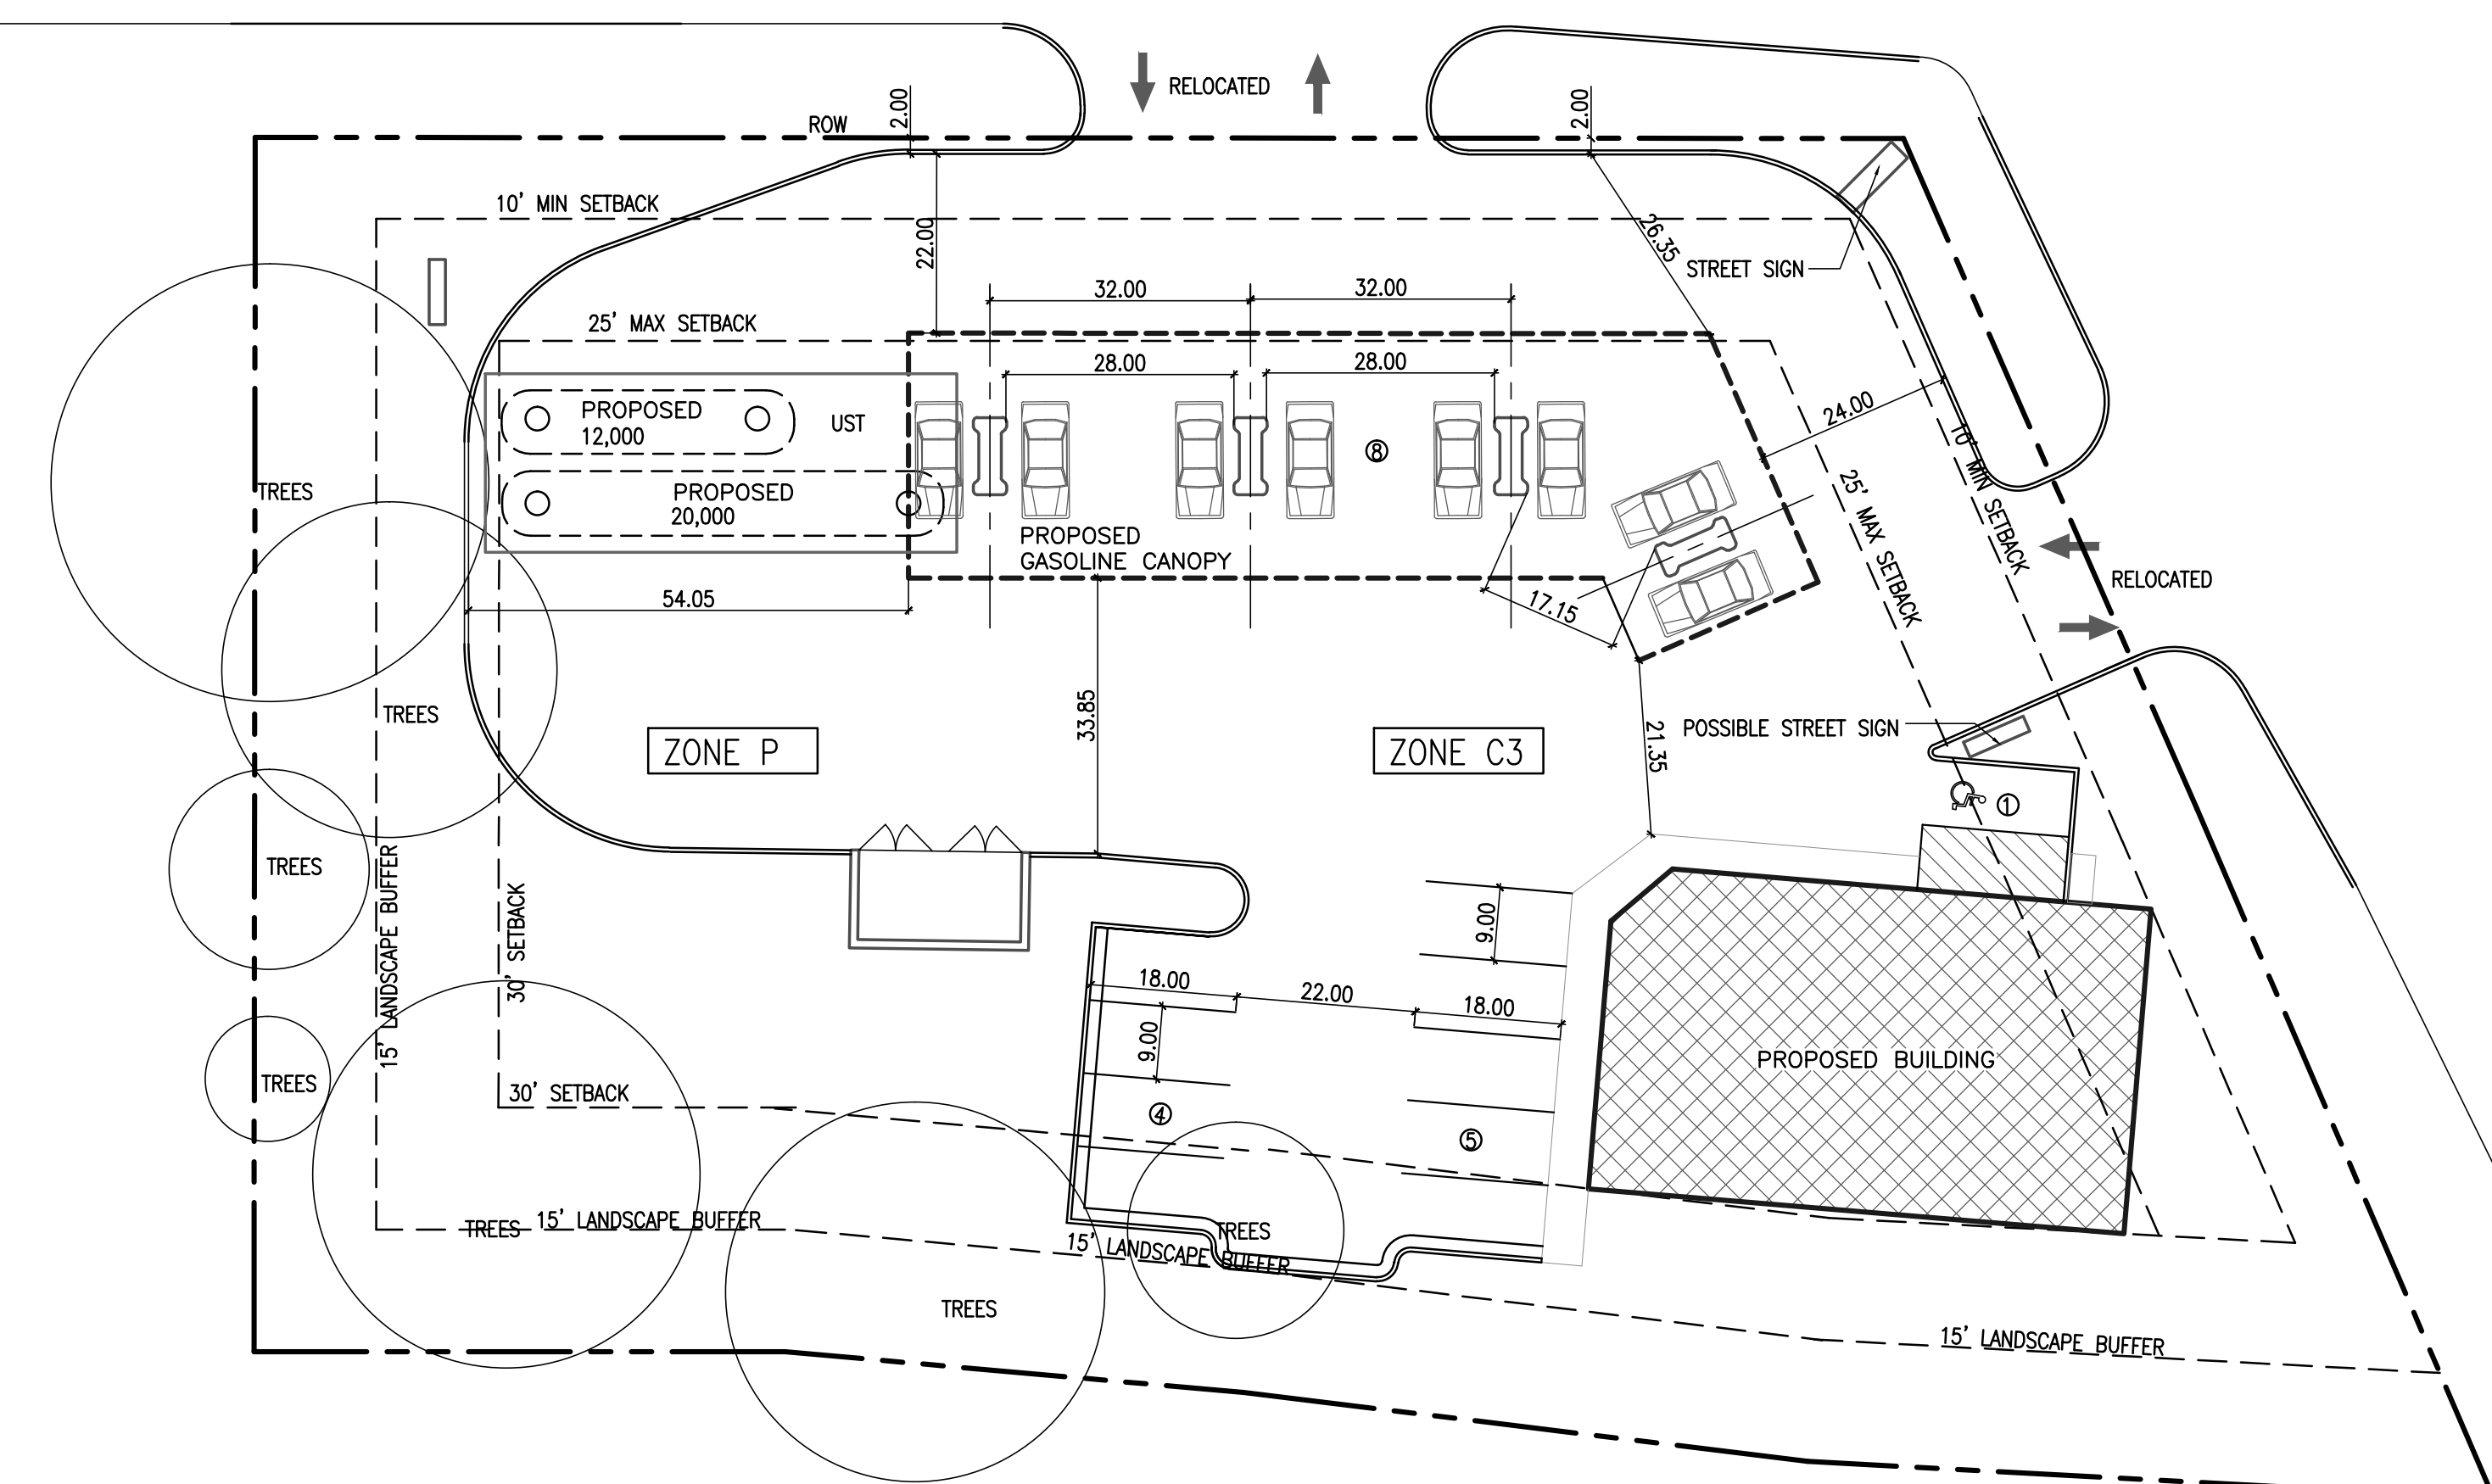 RELOCATED
2.00
2.00
ROW
10' MIN SETBACK
22.00
26.35
STREET SIGN
32.00
32.00
25' MAX SETBACK
28.00
28.00
24.00
PROPOSED
12,000
UST
8
10' MIN SETBACK
25' MAX SETBACK
TREES
PROPOSED
20,000
PROPOSED
GASOLINE CANOPY
RELOCATED
54.05
17.15
TREES
33.85
ZONE P
ZONE C3
21.35
POSSIBLE STREET SIGN
1
TREES
15' LANDSCAPE BUFFER
30' SETBACK
9.00
18.00
22.00
18.00
9.00
PROPOSED BUILDING
TREES
30' SETBACK
4
5
TREES
15' LANDSCAPE BUFFER
TREES
15' LANDSCAPE BUFFER
TREES
15' LANDSCAPE BUFFER